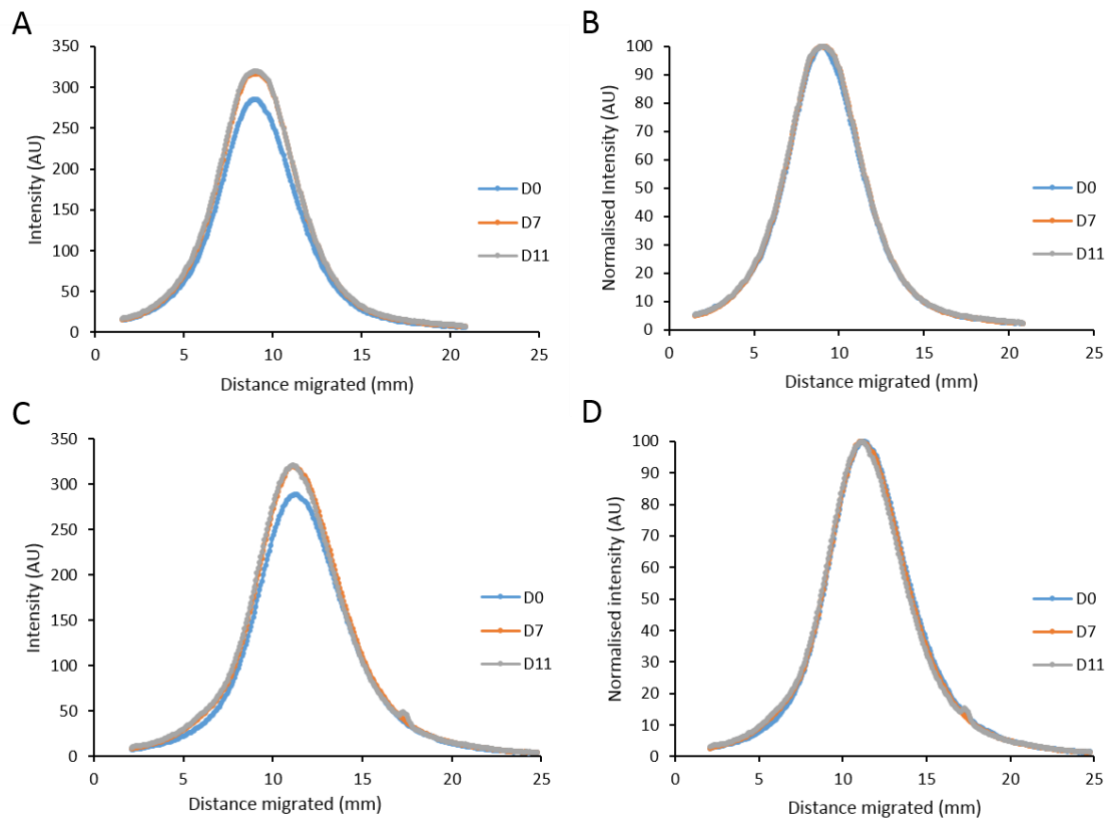 A
350
300
250
200
150
100
50
0
Intensity (AU)
0 5 10 15 20 25
Distance migrated (mm)
D0
D7
D11
B
100
90
80
70
60
50
40
30
20
10
0
Normalised Intensity (AU)
0 5 10 15 20 25
Distance migrated (mm)
D0
D7
D11
C
350
300
250
200
150
100
50
0
Intensity (AU)
0 5 10 15 20 25
Distance migrated (mm)
D0
D7
D11
D
100
90
80
70
60
50
40
30
20
10
0
Normalised intensity (AU)
0 5 10 15 20 25
Distance migrated (mm)
D0
D7
D11